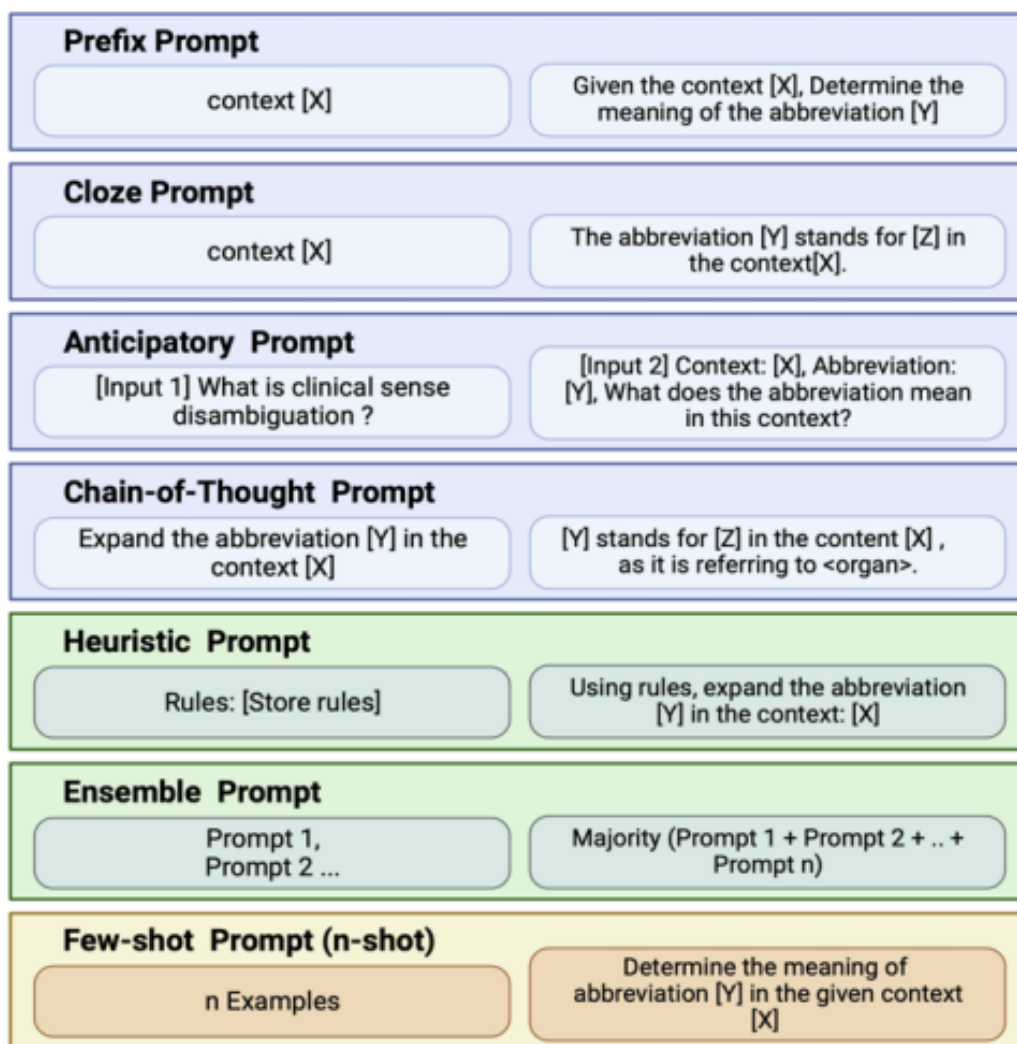 Prefix Prompt
context [X]
Given the context [X], Determine the
meaning of the abbreviation [Y]
Cloze Prompt
context [X]
The abbreviation [Y] stands for [Z] in
the context[X].
Anticipatory Prompt
[Input 1] What is clinical sense
disambiguation ?
[Input 2] Context: [X], Abbreviation:
[Y], What does the abbreviation mean
in this context?
Chain-of-Thought Prompt
Expand the abbreviation [Y] in the
context [X]
[Y] stands for [Z] in the content [X] ,
as it is referring to <organ>.
Heuristic Prompt
Rules: [Store rules]
Using rules, expand the abbreviation
[Y] in the context: [X]
Ensemble Prompt
Prompt 1,
Prompt 2 ...
Majority (Prompt 1 + Prompt 2 + .. +
Prompt n)
Few-shot Prompt (n-shot)
n Examples
Determine the meaning of
abbreviation [Y] in the given context
[X]